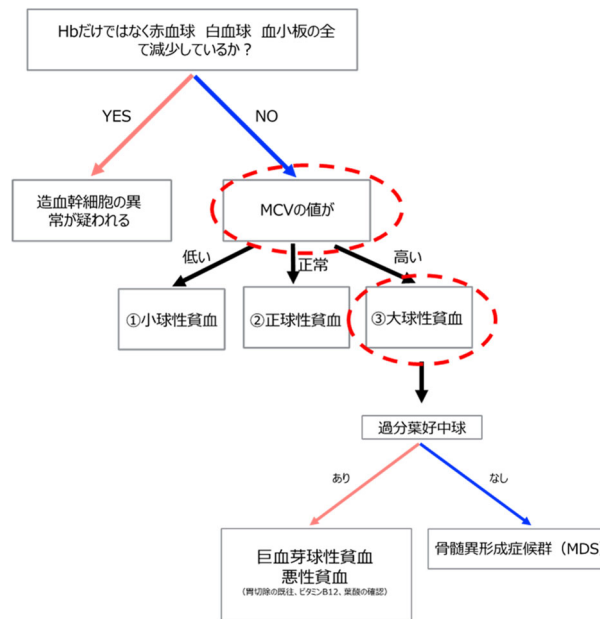 Hbだけではなく赤血球　白血球　血小板の全
て減少しているか？
YES
NO
造血幹細胞の異
常が疑われる
MCVの値が
低い
正常
高い
①小球性貧血
②正球性貧血
③大球性貧血
過分葉好中球
あり
なし
巨血芽球性貧血
悪性貧血
（胃切除の既往、ビタミンB12、葉酸の確認）
骨髄異形成症候群（MDS